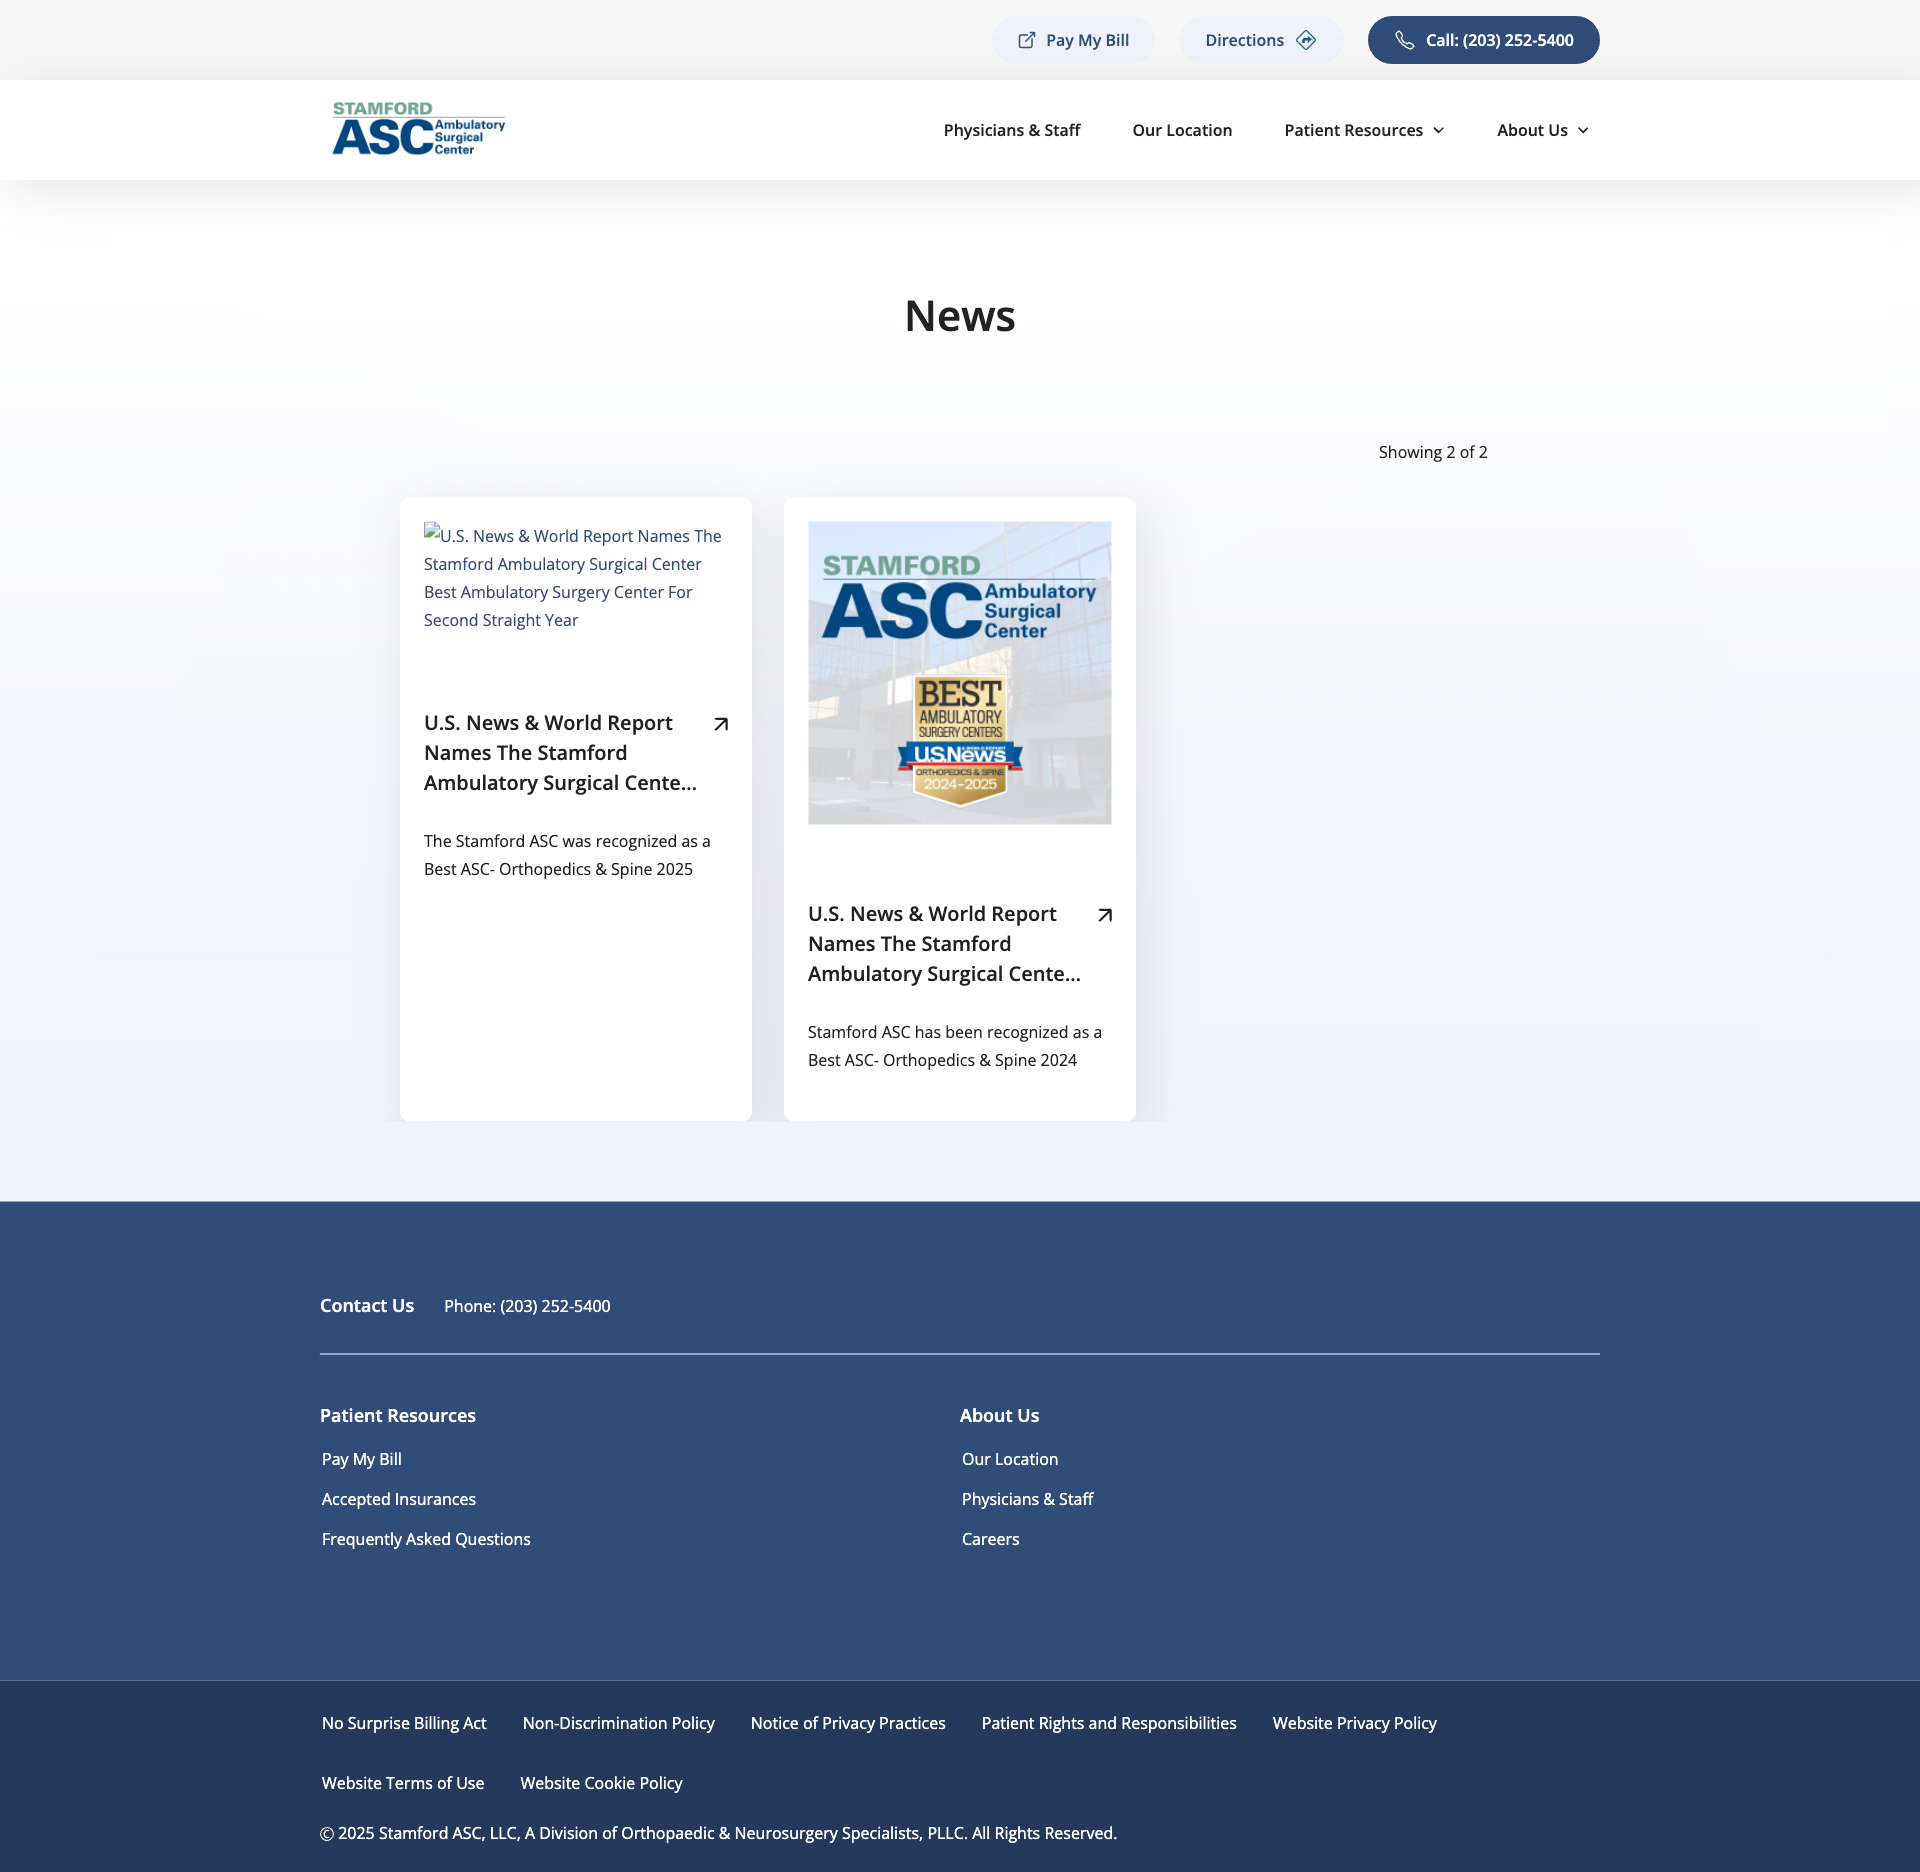 Pay My Bill
Directions
Call: (203) 252-5400
STAMFORD
ASC Ambulatory
Surgical
Center
Physicians & Staff
Our Location
Patient Resources
About Us
News
Showing 2 of 2
U.S. News & World Report Names The
Stamford Ambulatory Surgical Center
Best Ambulatory Surgery Center For
Second Straight Year
U.S. News & World Report
Names The Stamford
Ambulatory Surgical Cente...
The Stamford ASC was recognized as a
Best ASC- Orthopedics & Spine 2025
STAMFORD
ASC Ambulatory
Surgical
Center
BEST
AMBULATORY
SURGERY CENTERS
U.S.News
& WORLD REPORT
ORTHOPEDICS & SPINE
2024-2025
U.S. News & World Report
Names The Stamford
Ambulatory Surgical Cente...
Stamford ASC has been recognized as a
Best ASC- Orthopedics & Spine 2024
Contact Us
Phone: (203) 252-5400
Patient Resources
Pay My Bill
Accepted Insurances
Frequently Asked Questions
About Us
Our Location
Physicians & Staff
Careers
No Surprise Billing Act
Non-Discrimination Policy
Notice of Privacy Practices
Patient Rights and Responsibilities
Website Privacy Policy
Website Terms of Use
Website Cookie Policy
© 2025 Stamford ASC, LLC, A Division of Orthopaedic & Neurosurgery Specialists, PLLC. All Rights Reserved.